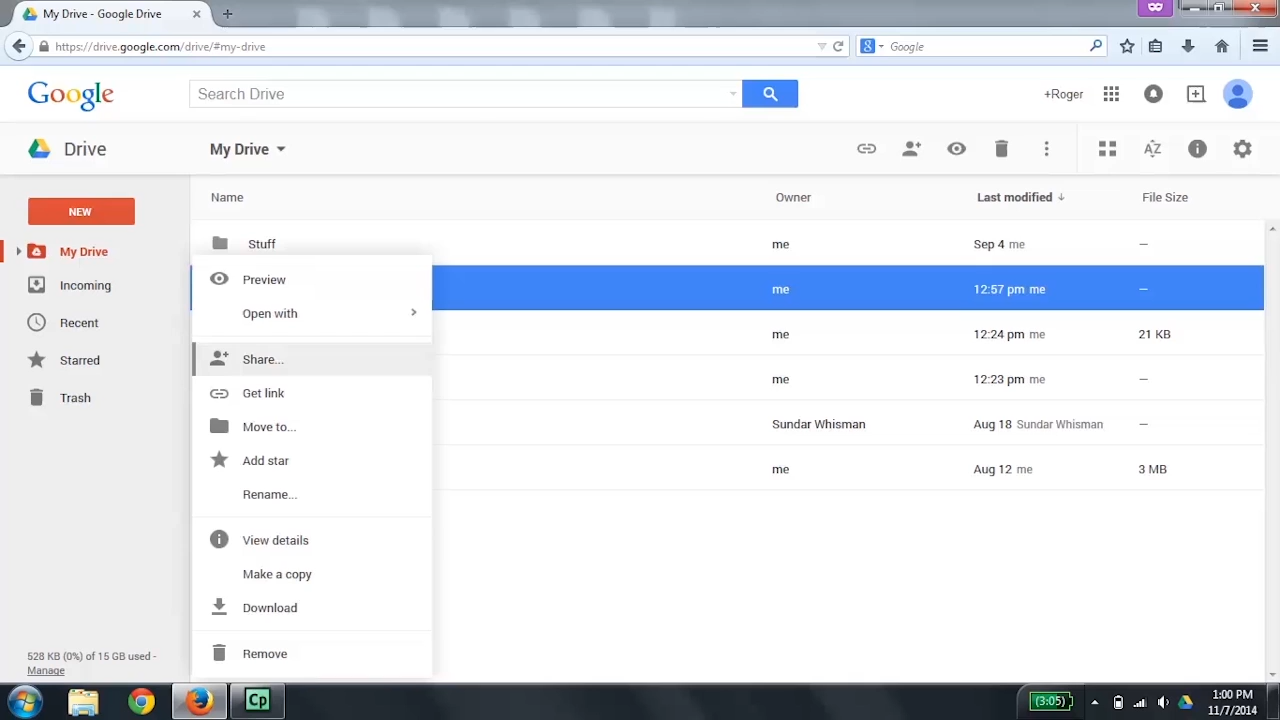 My Drive - Google Drive
https://drive.google.com/drive/#my-drive
8 Google
Google
Search Drive
+Roger
Drive
My Drive
AZ
Name
Owner
Last modified
File Size
NEW
Stuff
me
Sep 4 me
—
My Drive
Preview
me
12:57 pm me
—
Incoming
Open with
Recent
me
12:24 pm me
21 KB
Starred
Share...
me
12:23 pm me
—
Trash
Get link
Move to...
Sundar Whisman
Aug 18 Sundar Whisman
—
Add star
me
Aug 12 me
3 MB
Rename...
View details
Make a copy
Download
Remove
528 KB (0%) of 15 GB used -
Manage
Cp
(3:05)
1:00 PM
11/7/2014